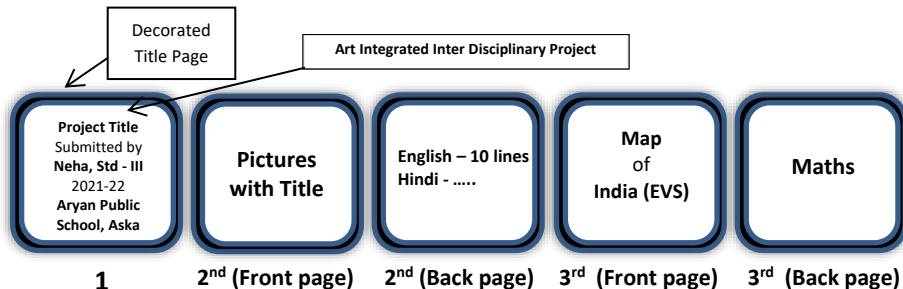 Decorated
Title Page
Art Integrated Inter Disciplinary Project
Project Title
Submitted by
Neha, Std - III
2021-22
Aryan Public
School, Aska
Pictures
with Title
English – 10 lines
Hindi - …..
Map
of
India (EVS)
Maths
1
2nd (Front page)
2nd (Back page)
3rd (Front page)
3rd (Back page)